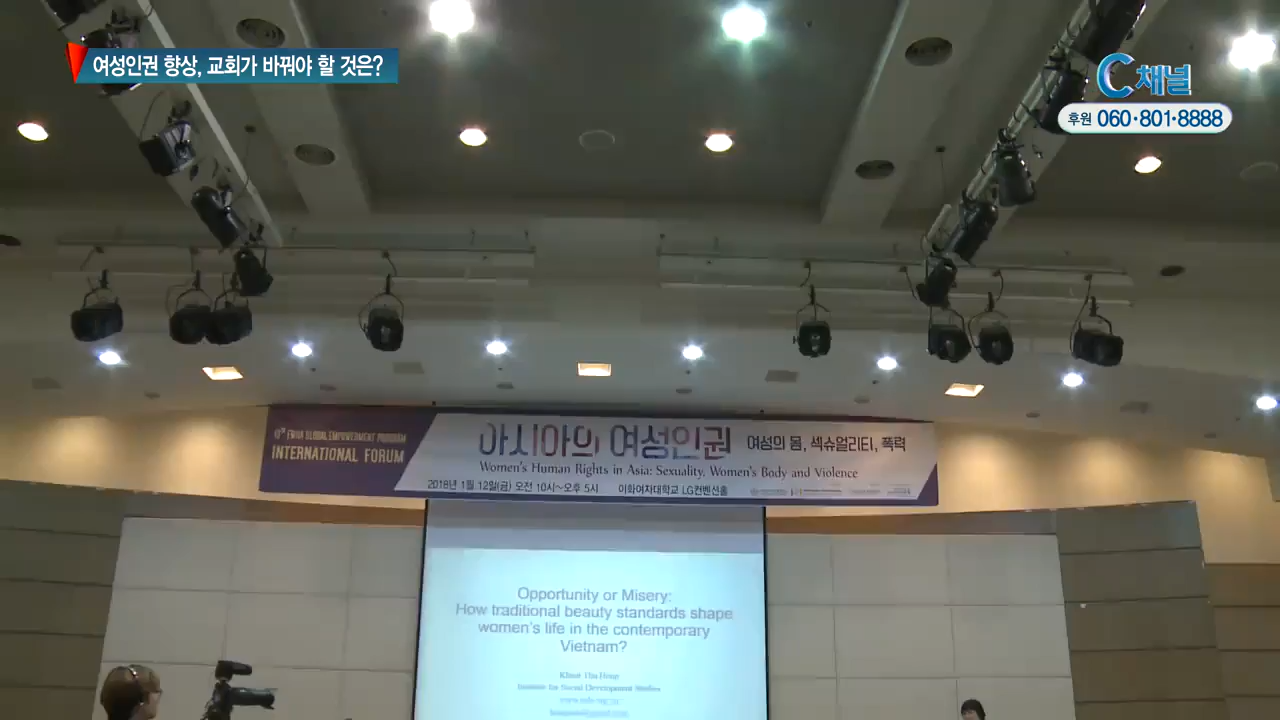 여성인권 향상, 교회가 바꿔야 할 것은?
C채널
후원 060·801·8888
EWHA GLOBAL EMPOWERMENT PROGRAM
INTERNATIONAL FORUM
아시아의 여성인권 여성의 몸, 섹슈얼리티, 폭력
Women's Human Rights in Asia: Sexuality, Women's Body and Violence
2018년 1월 12일(금) 오전 10시~오후 5시 이화여자대학교 LG컨벤션홀
Opportunity or Misery:
How traditional beauty standards shape
women's life in the contemporary
Vietnam?
Institute for Social Development Studies